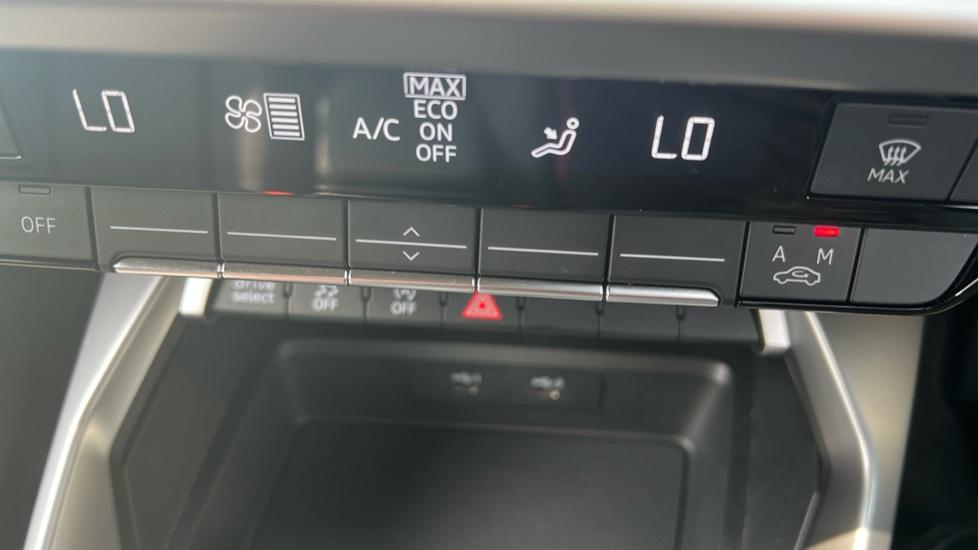 LO
A/C
MAX
ECO
ON
OFF
LO
MAX
OFF
A M
drive
select
OFF
OFF